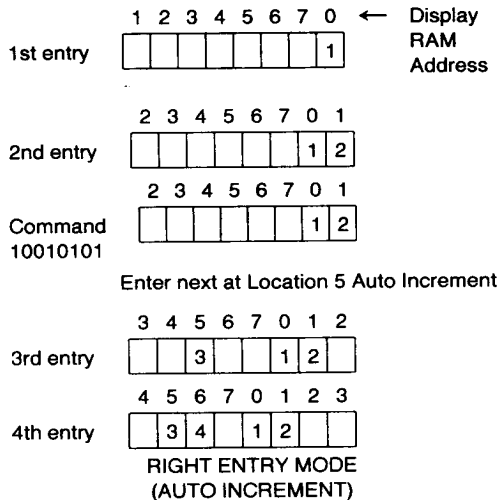 1 2 3 4 5 6 7 0 ← Display
RAM
Address
1st entry 1
2 3 4 5 6 7 0 1
2nd entry 1 2
2 3 4 5 6 7 0 1
Command 1 2
10010101
Enter next at Location 5 Auto Increment
3 4 5 6 7 0 1 2
3rd entry 3 1 2
4 5 6 7 0 1 2 3
4th entry 3 4 1 2
RIGHT ENTRY MODE
(AUTO INCREMENT)